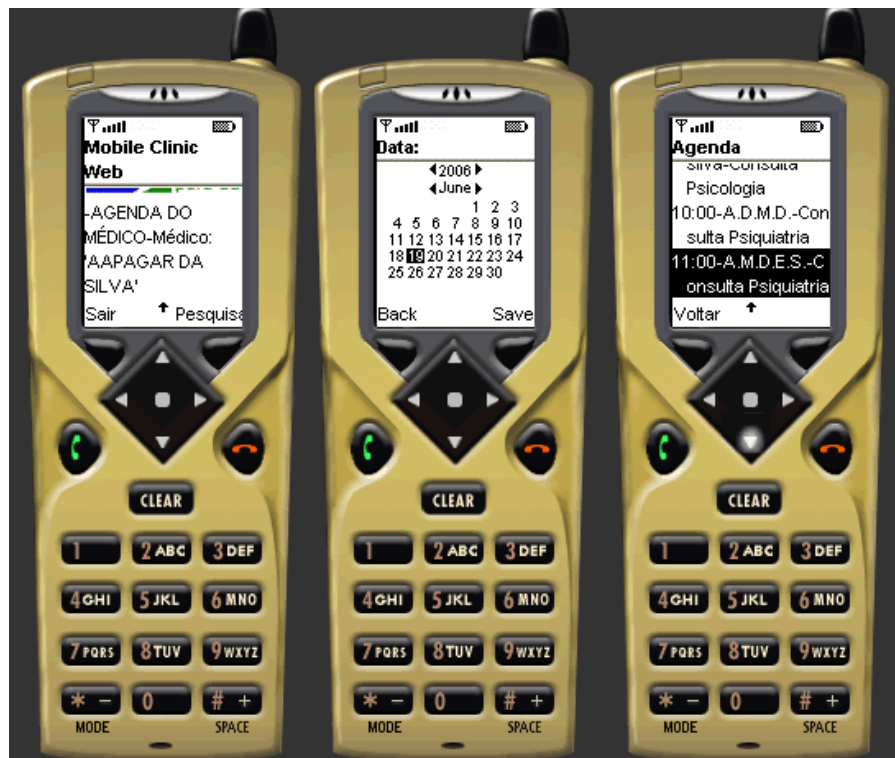 Mobile Clinic
Web
-AGENDA DO
MÉDICO-Médico:
'AAPAGAR DA
SILVA'
Sair Pesquisa
CLEAR
1 2 ABC 3 DEF
4 GHI 5 JKL 6 MNO
7 PQRS 8 TUV 9 WXYZ
* - 0 # +
MODE SPACE
Data:
2006
June
1 2 3
4 5 6 7 8 9 10
11 12 13 14 15 16 17
18 19 20 21 22 23 24
25 26 27 28 29 30
Back Save
CLEAR
1 2 ABC 3 DEF
4 GHI 5 JKL 6 MNO
7 PQRS 8 TUV 9 WXYZ
* - 0 # +
MODE SPACE
Agenda
silva-Consulta
Psicologia
10:00-A.D.M.D.-Con
sulta Psiquiatria
11:00-A.M.D.E.S.-C
onsulta Psiquiatria
Voltar
CLEAR
1 2 ABC 3 DEF
4 GHI 5 JKL 6 MNO
7 PQRS 8 TUV 9 WXYZ
* - 0 # +
MODE SPACE